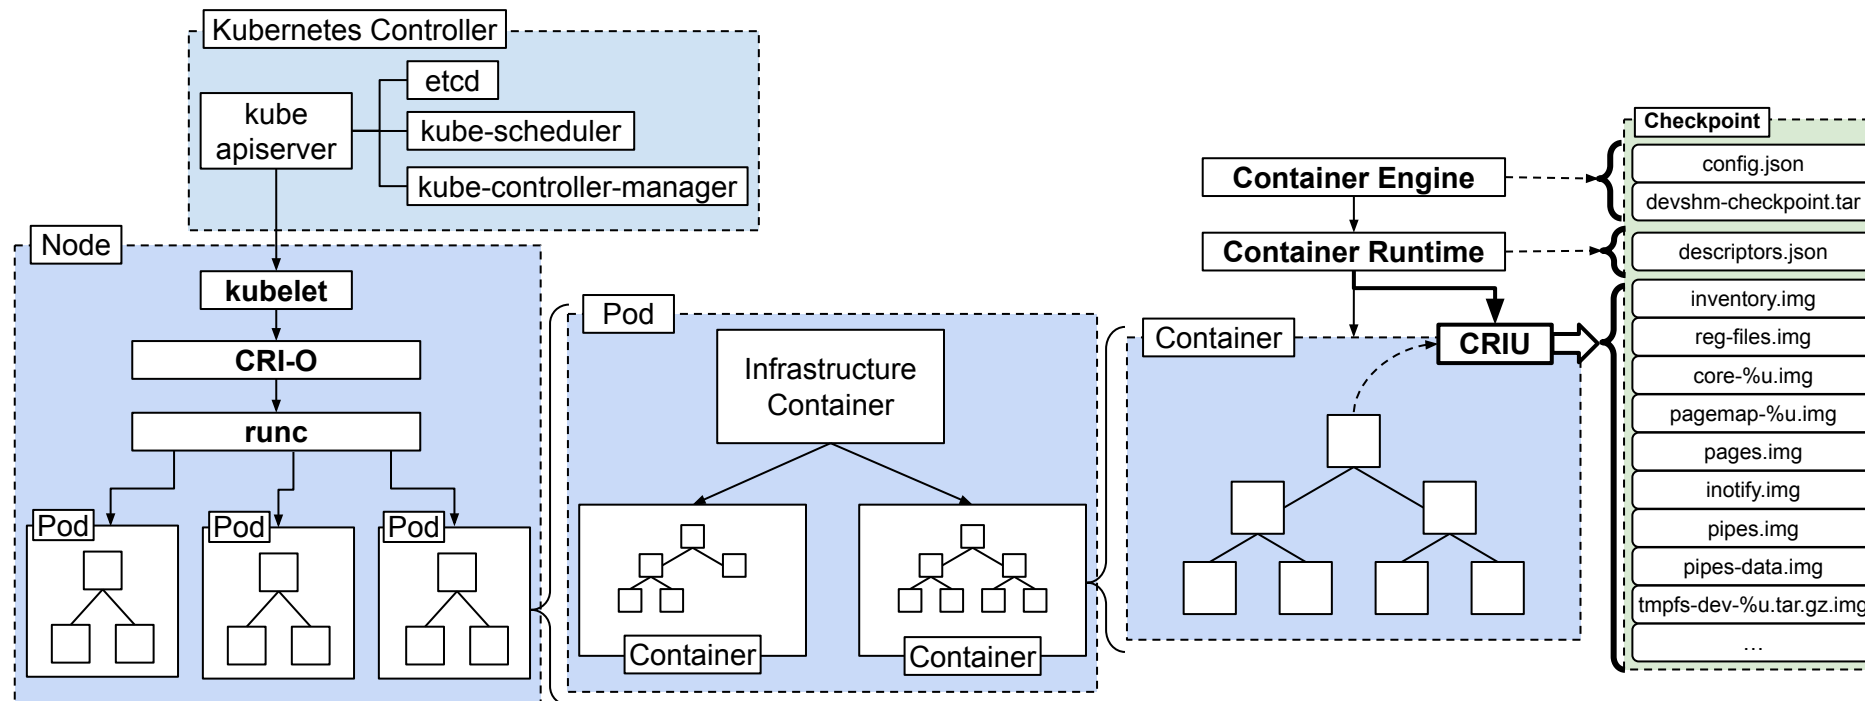 Kubernetes Controller
kube
apiserver
etcd
kube-scheduler
kube-controller-manager
Node
kubelet
CRI-O
runc
Pod
Pod
Pod
Pod
Infrastructure
Container
Container
Container
Container Engine
Container Runtime
Container
CRIU
Checkpoint
config.json
devshm-checkpoint.tar
descriptors.json
inventory.img
reg-files.img
core-%u.img
pagemap-%u.img
pages.img
inotify.img
pipes.img
pipes-data.img
tmpfs-dev-%u.tar.gz.img
...